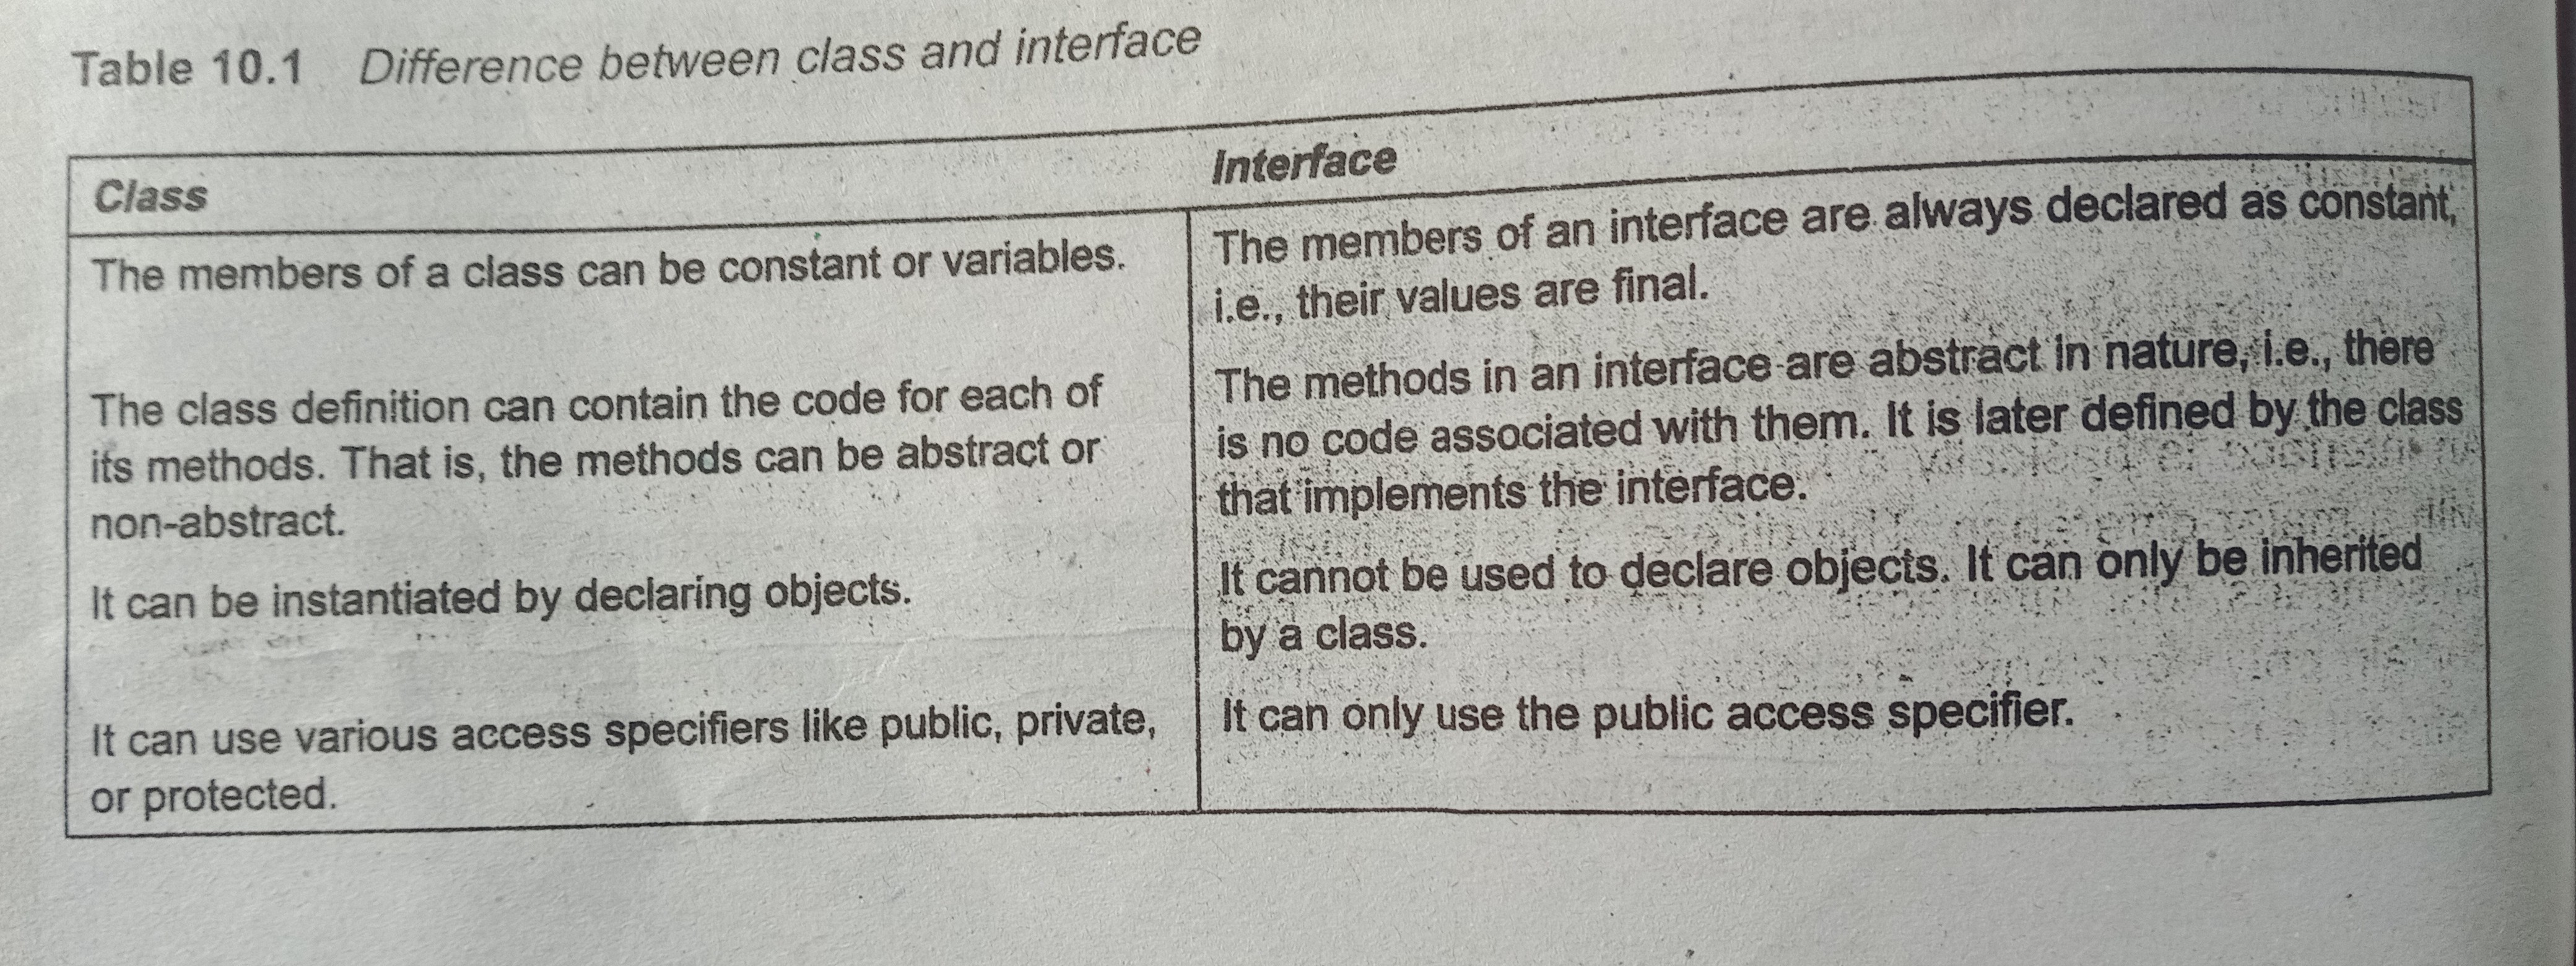 Table 10.1 Difference between class and interface
Class
Interface
The members of a class can be constant or variables.
The members of an interface are always declared as constant,
i.e., their values are final.
The class definition can contain the code for each of
its methods. That is, the methods can be abstract or
non-abstract.
The methods in an interface are abstract in nature, i.e., there
is no code associated with them. It is later defined by the class
that implements the interface.
It can be instantiated by declaring objects.
It cannot be used to declare objects. It can only be inherited
by a class.
It can use various access specifiers like public, private,
or protected.
It can only use the public access specifier.